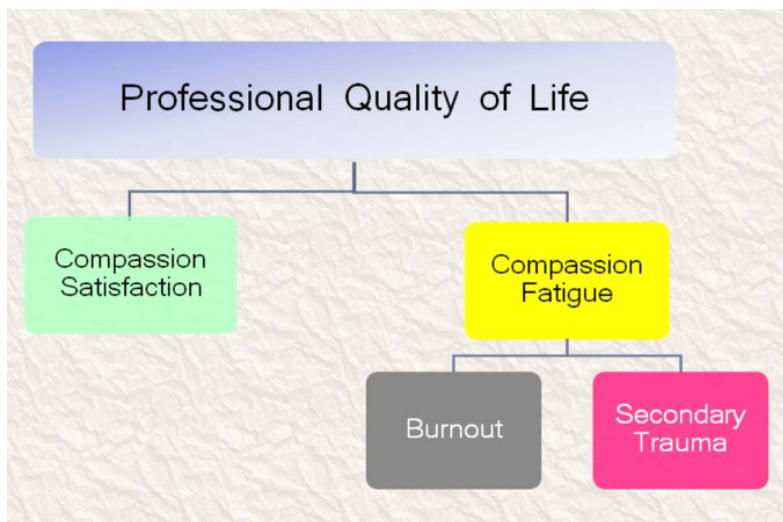 Professional Quality of Life
Compassion
Satisfaction
Compassion
Fatigue
Burnout
Secondary
Trauma